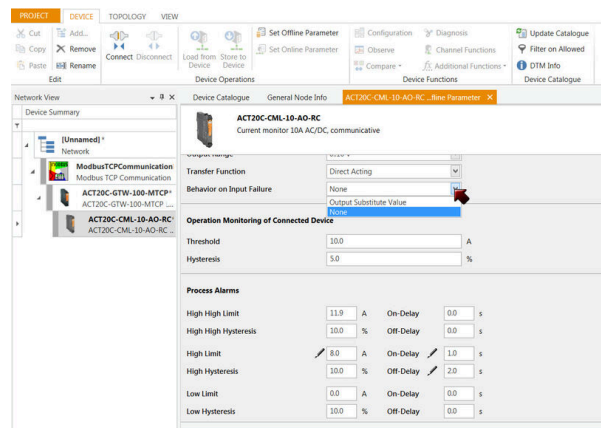 PROJECT DEVICE TOPOLOGY VIEW
Cut Add... Set Offline Parameter Configuration Diagnosis Update Catalogue
Copy Remove Connect Disconnect Load from Device Store to Device Set Online Parameter Observe Channel Functions Filter on Allowed
Paste Rename Compare Additional Functions DTM Info
Edit Device Operations Device Functions Device Catalogue
Network View Device Catalogue General Node Info ACT20C-CML-10-AO-RC ...fline Parameter
Device Summary
ACT20C-CML-10-AO-RC
Current monitor 10A AC/DC, communicative
[Unnamed]*
Network
ModbusTCPCommunication
Modbus TCP Communication
ACT20C-GTW-100-MTCP*
ACT20C-GTW-100-MTCP ....
ACT20C-CML-10-AO-RC*
ACT20C-CML-10-AO-RC ..
Output Range
Transfer Function Direct Acting
Behavior on Input Failure None
Output Substitute Value
None
Operation Monitoring of Connected Device
Threshold 10.0 A
Hysteresis 5.0 %
Process Alarms
High High Limit 11.9 A On-Delay 0.0 s
High High Hysteresis 10.0 % Off-Delay 0.0 s
High Limit 8.0 A On-Delay 1.0 s
High Hysteresis 10.0 % Off-Delay 2.0 s
Low Limit 0.0 A On-Delay 0.0 s
Low Hysteresis 10.0 % Off-Delay 0.0 s